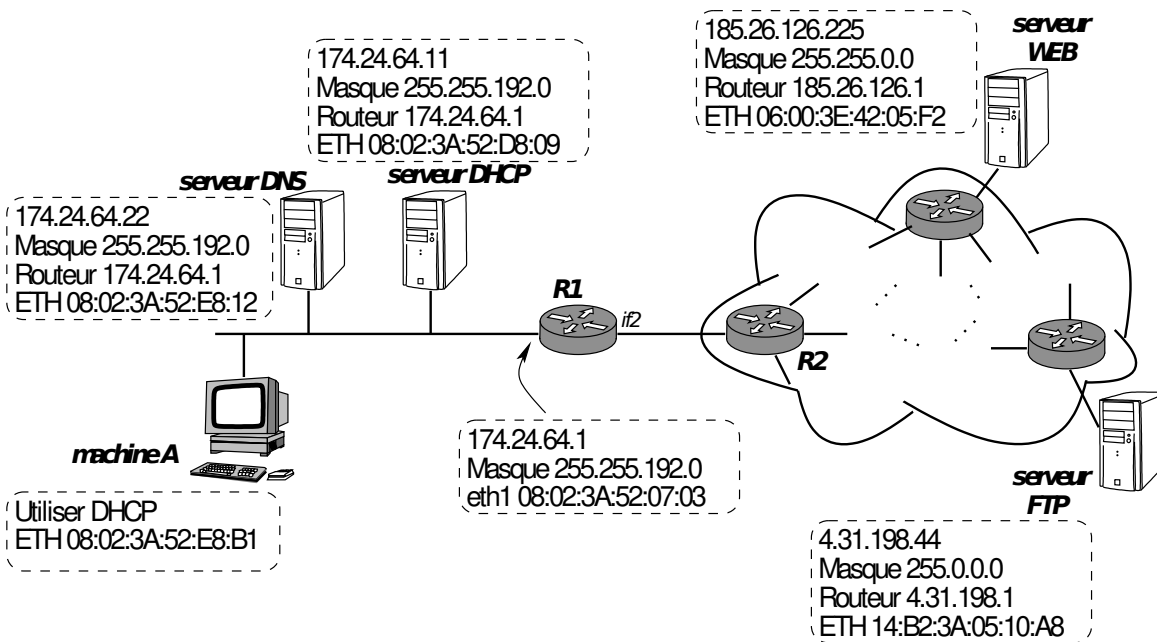 174.24.64.11
Masque 255.255.192.0
Routeur 174.24.64.1
ETH 08:02:3A:52:D8:09
185.26.126.225
Masque 255.255.0.0
Routeur 185.26.126.1
ETH 06:00:3E:42:05:F2
serveur
WEB
serveur DNS
serveur DHCP
174.24.64.22
Masque 255.255.192.0
Routeur 174.24.64.1
ETH 08:02:3A:52:E8:12
R1
if2
R2
machine A
Utiliser DHCP
ETH 08:02:3A:52:E8:B1
174.24.64.1
Masque 255.255.192.0
eth1 08:02:3A:52:07:03
serveur
FTP
4.31.198.44
Masque 255.0.0.0
Routeur 4.31.198.1
ETH 14:B2:3A:05:10:A8